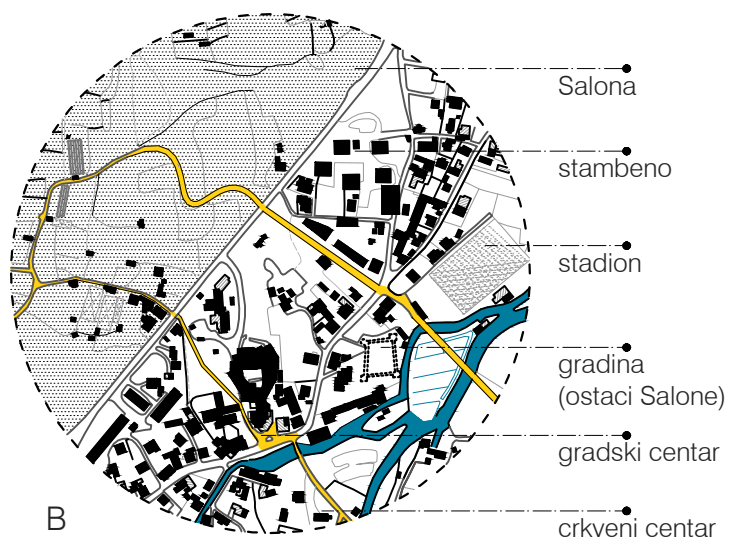 Salona
stambeno
stadion
gradina
(ostaci Salone)
gradski centar
crkveni centar
B